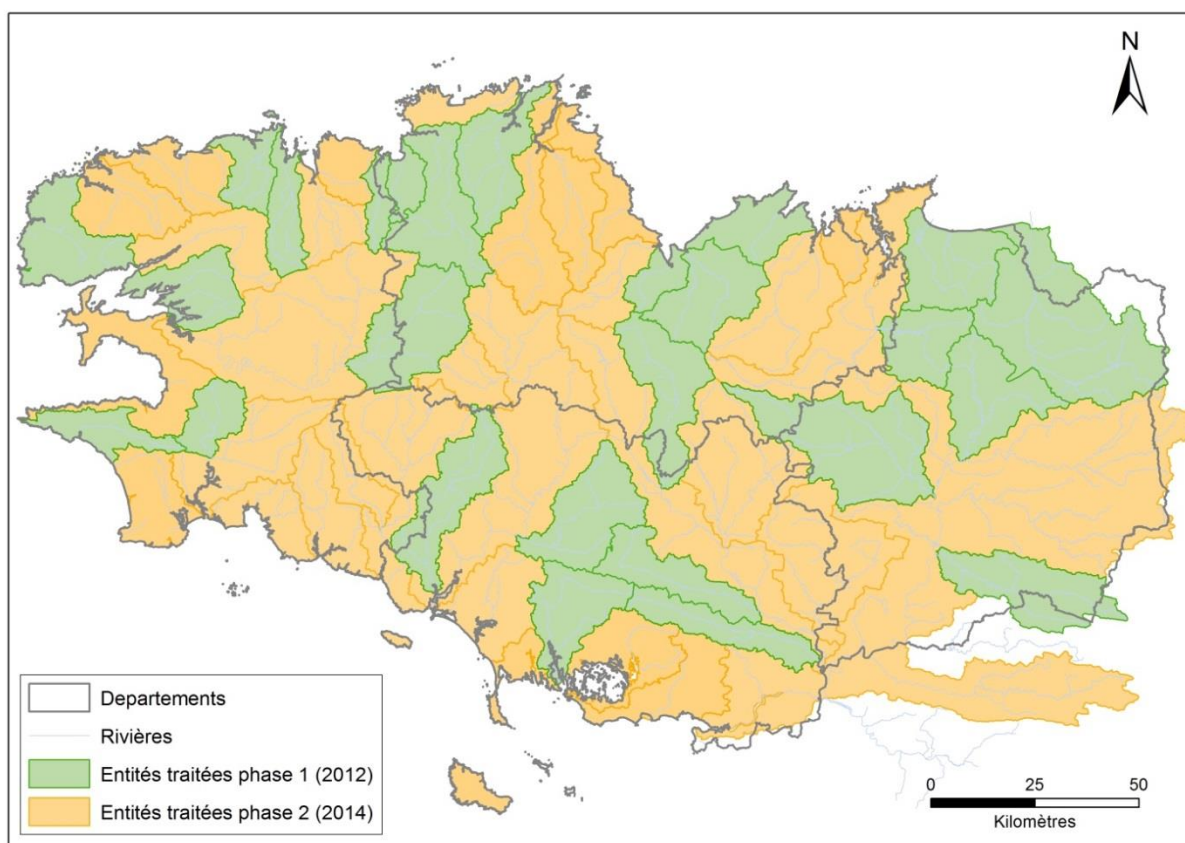 N
Departements
Rivières
Entités traitées phase 1 (2012)
Entités traitées phase 2 (2014)
0 25 50
Kilomètres